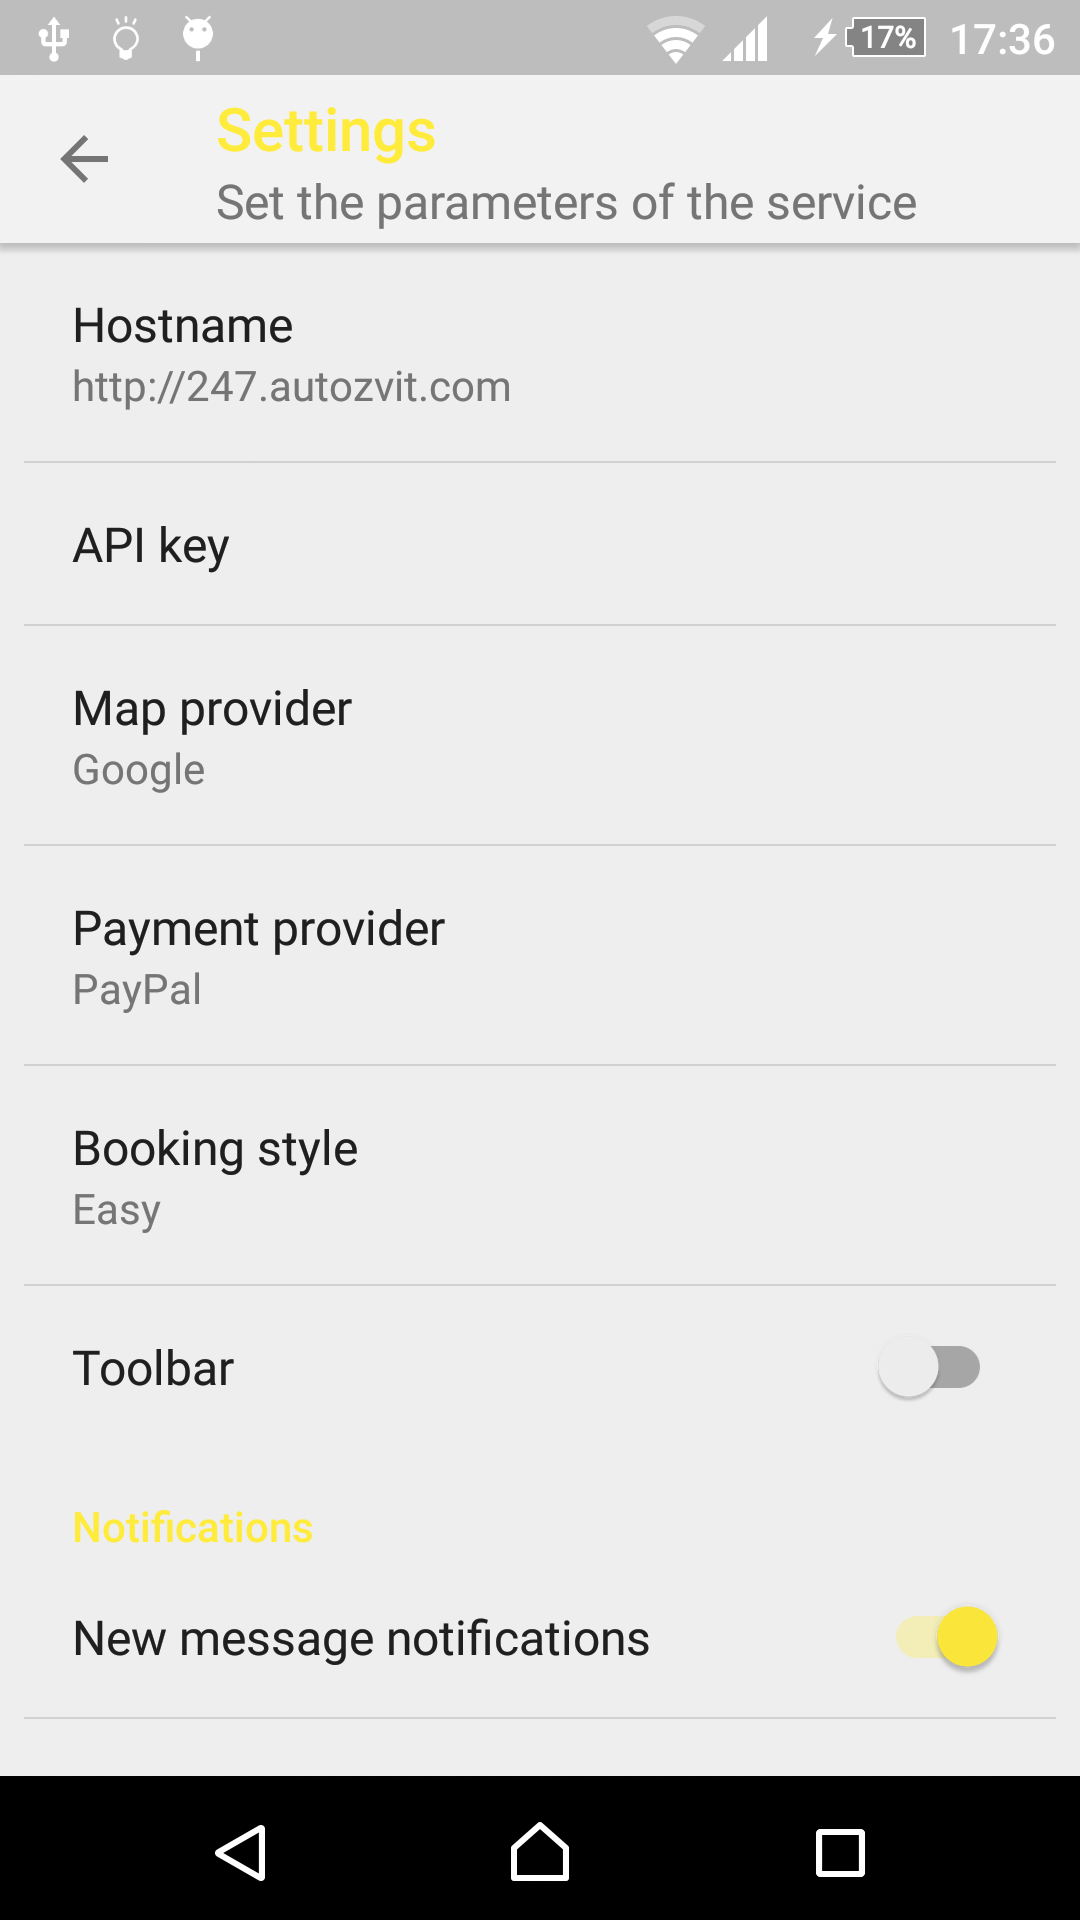 17% 17:36
Settings
Set the parameters of the service
Hostname
http://247.autozvit.com
API key
Map provider
Google
Payment provider
PayPal
Booking style
Easy
Toolbar
Notifications
New message notifications